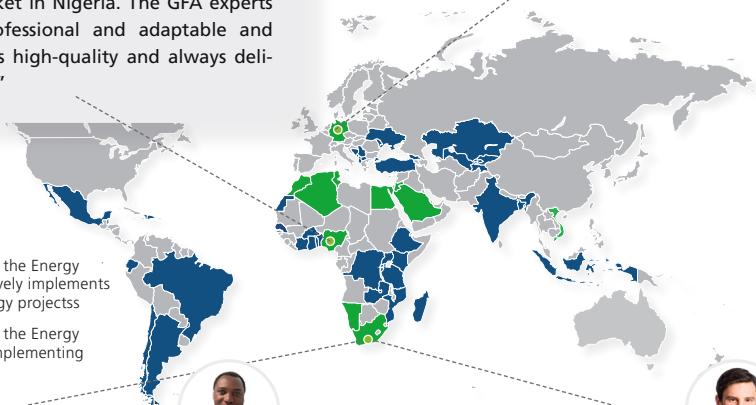 ket in Nigeria. The GFA experts
ofessional and adaptable and
s high-quality and always deli-
”
the Energy
vely implements
gy projectss
the Energy
mplementing